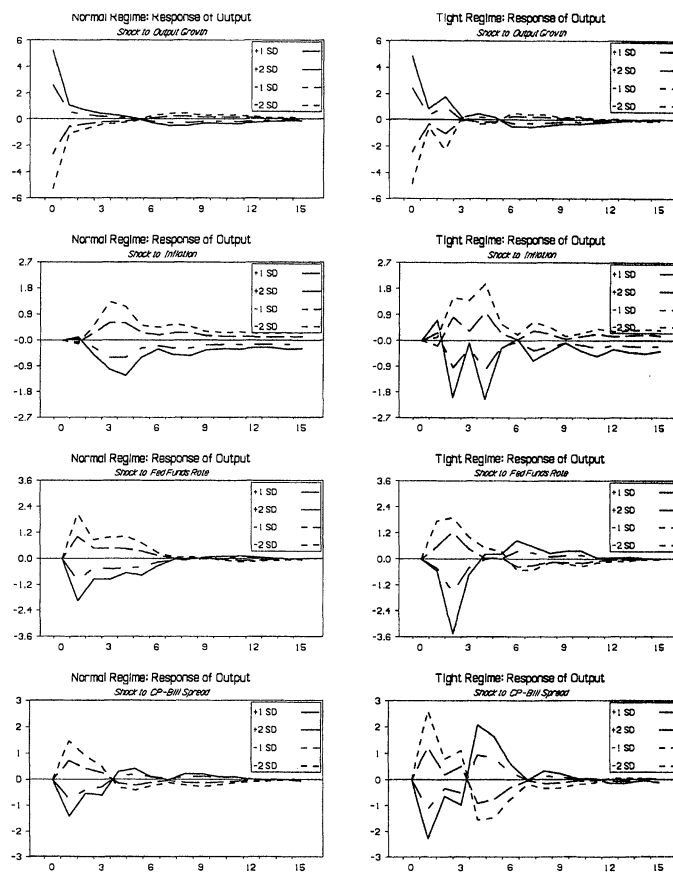 Normal Regime: Response of Output
Shock to Output Growth
6
4
2
0
-2
-4
-6
+1 SD
+2 SD
-1 SD
-2 SD
0 3 6 9 12 15
Tight Regime: Response of Output
Shock to Output Growth
6
4
2
0
-2
-4
-6
+1 SD
+2 SD
-1 SD
-2 SD
0 3 6 9 12 15
Normal Regime: Response of Output
Shock to Inflation
2.7
1.8
0.9
-0.0
-0.9
-1.8
-2.7
+1 SD
+2 SD
-1 SD
-2 SD
0 3 6 9 12 15
Tight Regime: Response of Output
Shock to Inflation
2.7
1.8
0.9
-0.0
-0.9
-1.8
-2.7
+1 SD
+2 SD
-1 SD
-2 SD
0 3 6 9 12 15
Normal Regime: Response of Output
Shock to Fed Funds Rate
3.6
2.4
1.2
0.0
-1.2
-2.4
-3.6
+1 SD
+2 SD
-1 SD
-2 SD
0 3 6 9 12 15
Tight Regime: Response of Output
Shock to Fed Funds Rate
3.6
2.4
1.2
0.0
-1.2
-2.4
-3.6
+1 SD
+2 SD
-1 SD
-2 SD
0 3 6 9 12 15
Normal Regime: Response of Output
Shock to CP-Bill Spread
3
2
1
0
-1
-2
-3
+1 SD
+2 SD
-1 SD
-2 SD
0 3 6 9 12 15
Tight Regime: Response of Output
Shock to CP-Bill Spread
3
2
1
0
-1
-2
-3
+1 SD
+2 SD
-1 SD
-2 SD
0 3 6 9 12 15